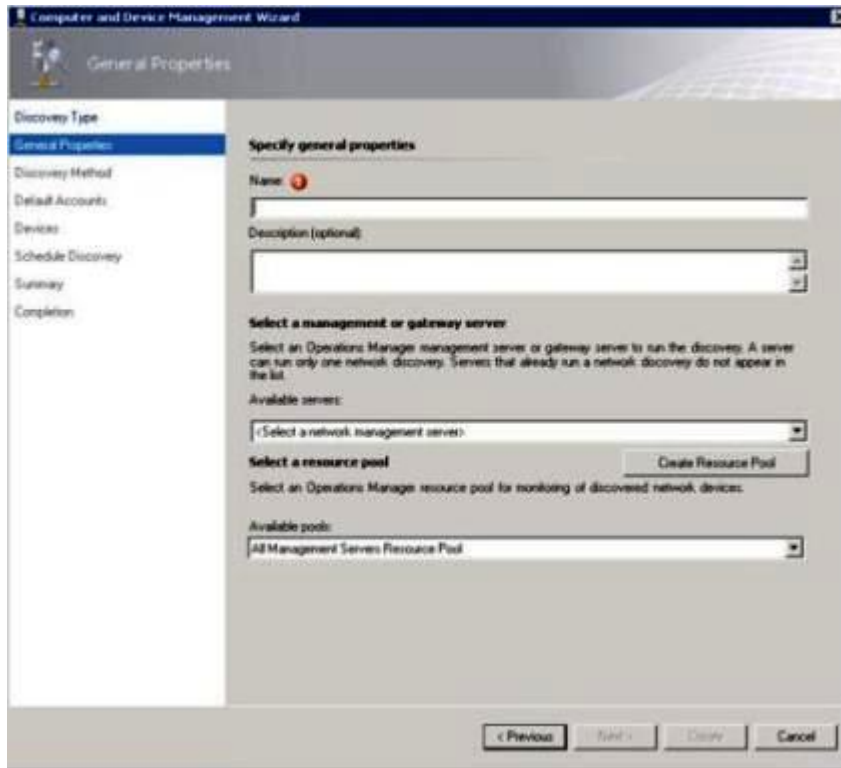 Computer and Device Management Wizard
General Properties
Discovery Type
General Properties
Discovery Method
Default Accounts
Devices
Schedule Discovery
Summary
Completion
Specify general properties
Name:
Description (optional):
Select a management or gateway server
Select an Operations Manager management server or gateway server to run the discovery. A server
can run only one network discovery. Servers that already run a network discovery do not appear in
the list.
Available servers:
<Select a network management server>
Select a resource pool
Create Resource Pool
Select an Operations Manager resource pool for monitoring of discovered network devices.
Available pools:
All Management Servers Resource Pool
< Previous
Next >
Create
Cancel